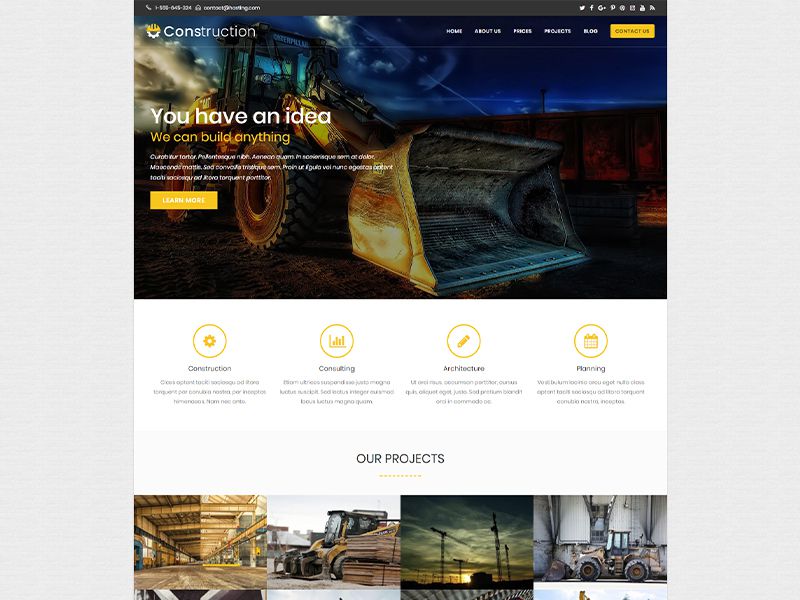 1-566-645-324 contact@hosting.com
Construction
HOME ABOUT US PRICES PROJECTS BLOG CONTACT US
CATERPILLAR
CAT
You have an idea
We can build anything
Curabitur tortor. Pellentesque nibh. Aenean quam. In scelerisque sem at dolor.
Maecenas mattis. Sed convallis tristique sem. Proin ut ligula vel nunc egestas aptent
taciti sociosqu ad litora torquent porttitor.
LEARN MORE
Construction
Class aptent taciti sociosqu ad litora
torquent per conubia nostra, per inceptos
himenaeos. Nam nec ante.
Consulting
Etiam ultrices suspendisse justo magna
luctus suscipit. Sed lectus integer euismod
lacus luctus magna quam.
Architecture
Ut orci risus, accumsan porttitor, cursus
quis, aliquet eget, justo. Sed pretium blandit
orci in commodo ac.
Planning
Vestibulum lacinia arcu eget nulla class
aptent taciti sociosqu ad litora torquent
conubia nostra, inceptos.
OUR PROJECTS